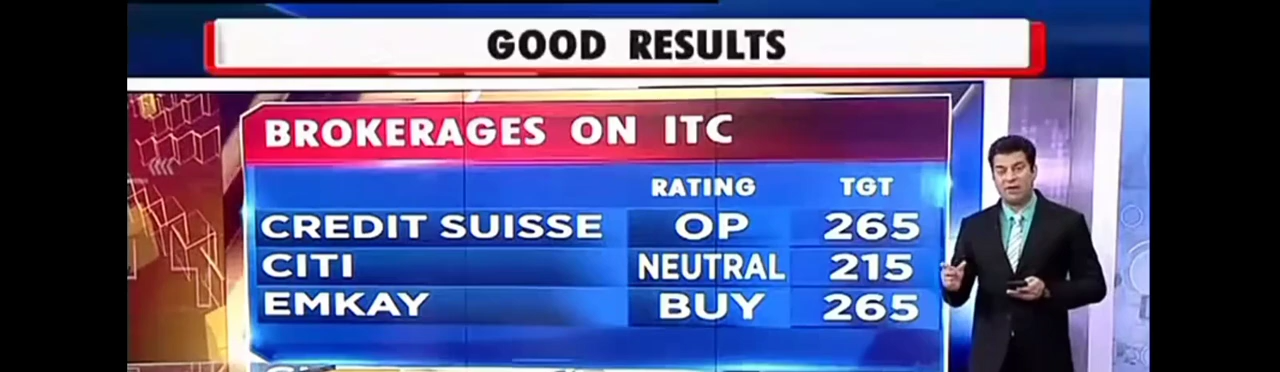 GOOD RESULTS
BROKERAGES ON ITC
RATING TGT
CREDIT SUISSE OP 265
CITI NEUTRAL 215
EMKAY BUY 265